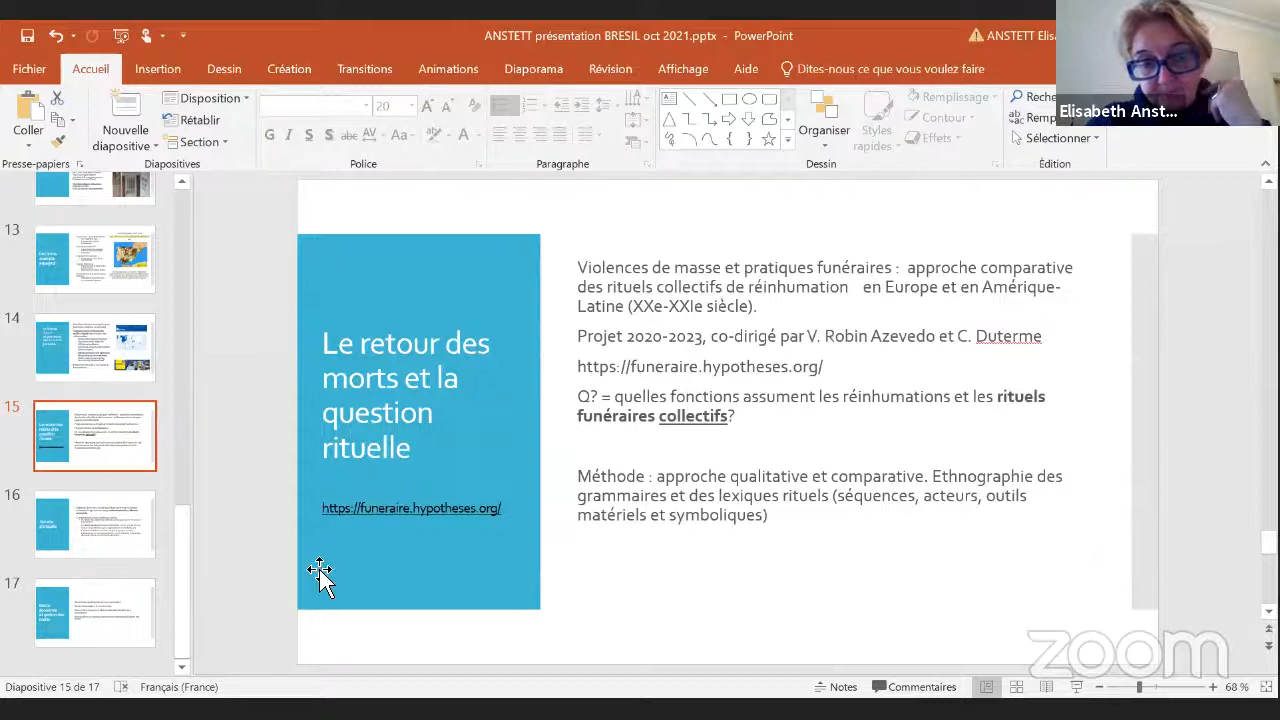 ANSTETT présentation BRESIL oct 2021.pptx - PowerPoint
ANSTETT Elisa
Fichier
Accueil
Insertion
Dessin
Création
Transitions
Animations
Diaporama
Révision
Affichage
Aide
Dites-nous ce que vous voulez faire
Elisabeth Anst...
Coller
Nouvelle
diapositive
Disposition
Rétablir
Section
20
G I S S abc AV Aa
Organiser
Styles
rapides
Remplissage
Contour
Effets
Sélectionner
Presse-papiers
Diapositives
Police
Paragraphe
Dessin
Édition
13
14
15
16
17
Le retour des
morts et la
question
rituelle
https://funeraire.hypotheses.org/
Violences de masse et pratiques funéraires : approche comparative
des rituels collectifs de réinhumation en Europe et en Amérique-
Latine (XXe-XXIe siècle).
Projet 2020-2023, co-dirigé par V. Robin Azevedo et C. Duterme
https://funeraire.hypotheses.org/
Q? = quelles fonctions assument les réinhumations et les rituels
funéraires collectifs?
Méthode : approche qualitative et comparative. Ethnographie des
grammaires et des lexiques rituels (séquences, acteurs, outils
matériels et symboliques)
zoom
Diapositive 15 de 17
Français (France)
Notes
Commentaires
68 %